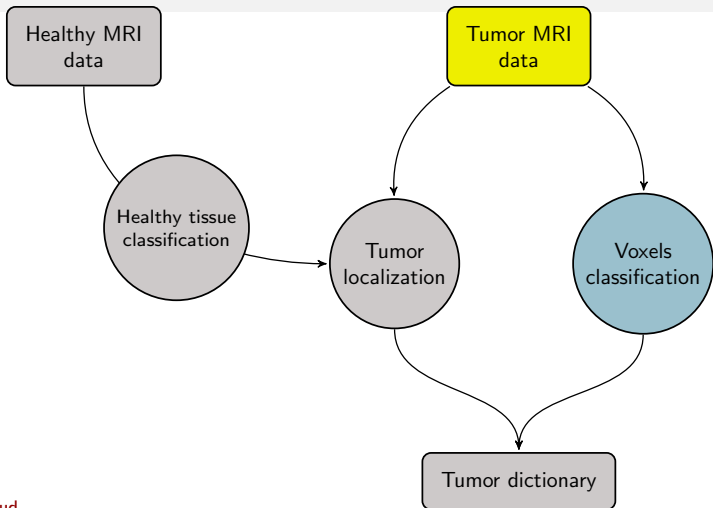 Healthy MRI
data
Tumor MRI
data
Healthy tissue
classification
Tumor
localization
Voxels
classification
Tumor dictionary